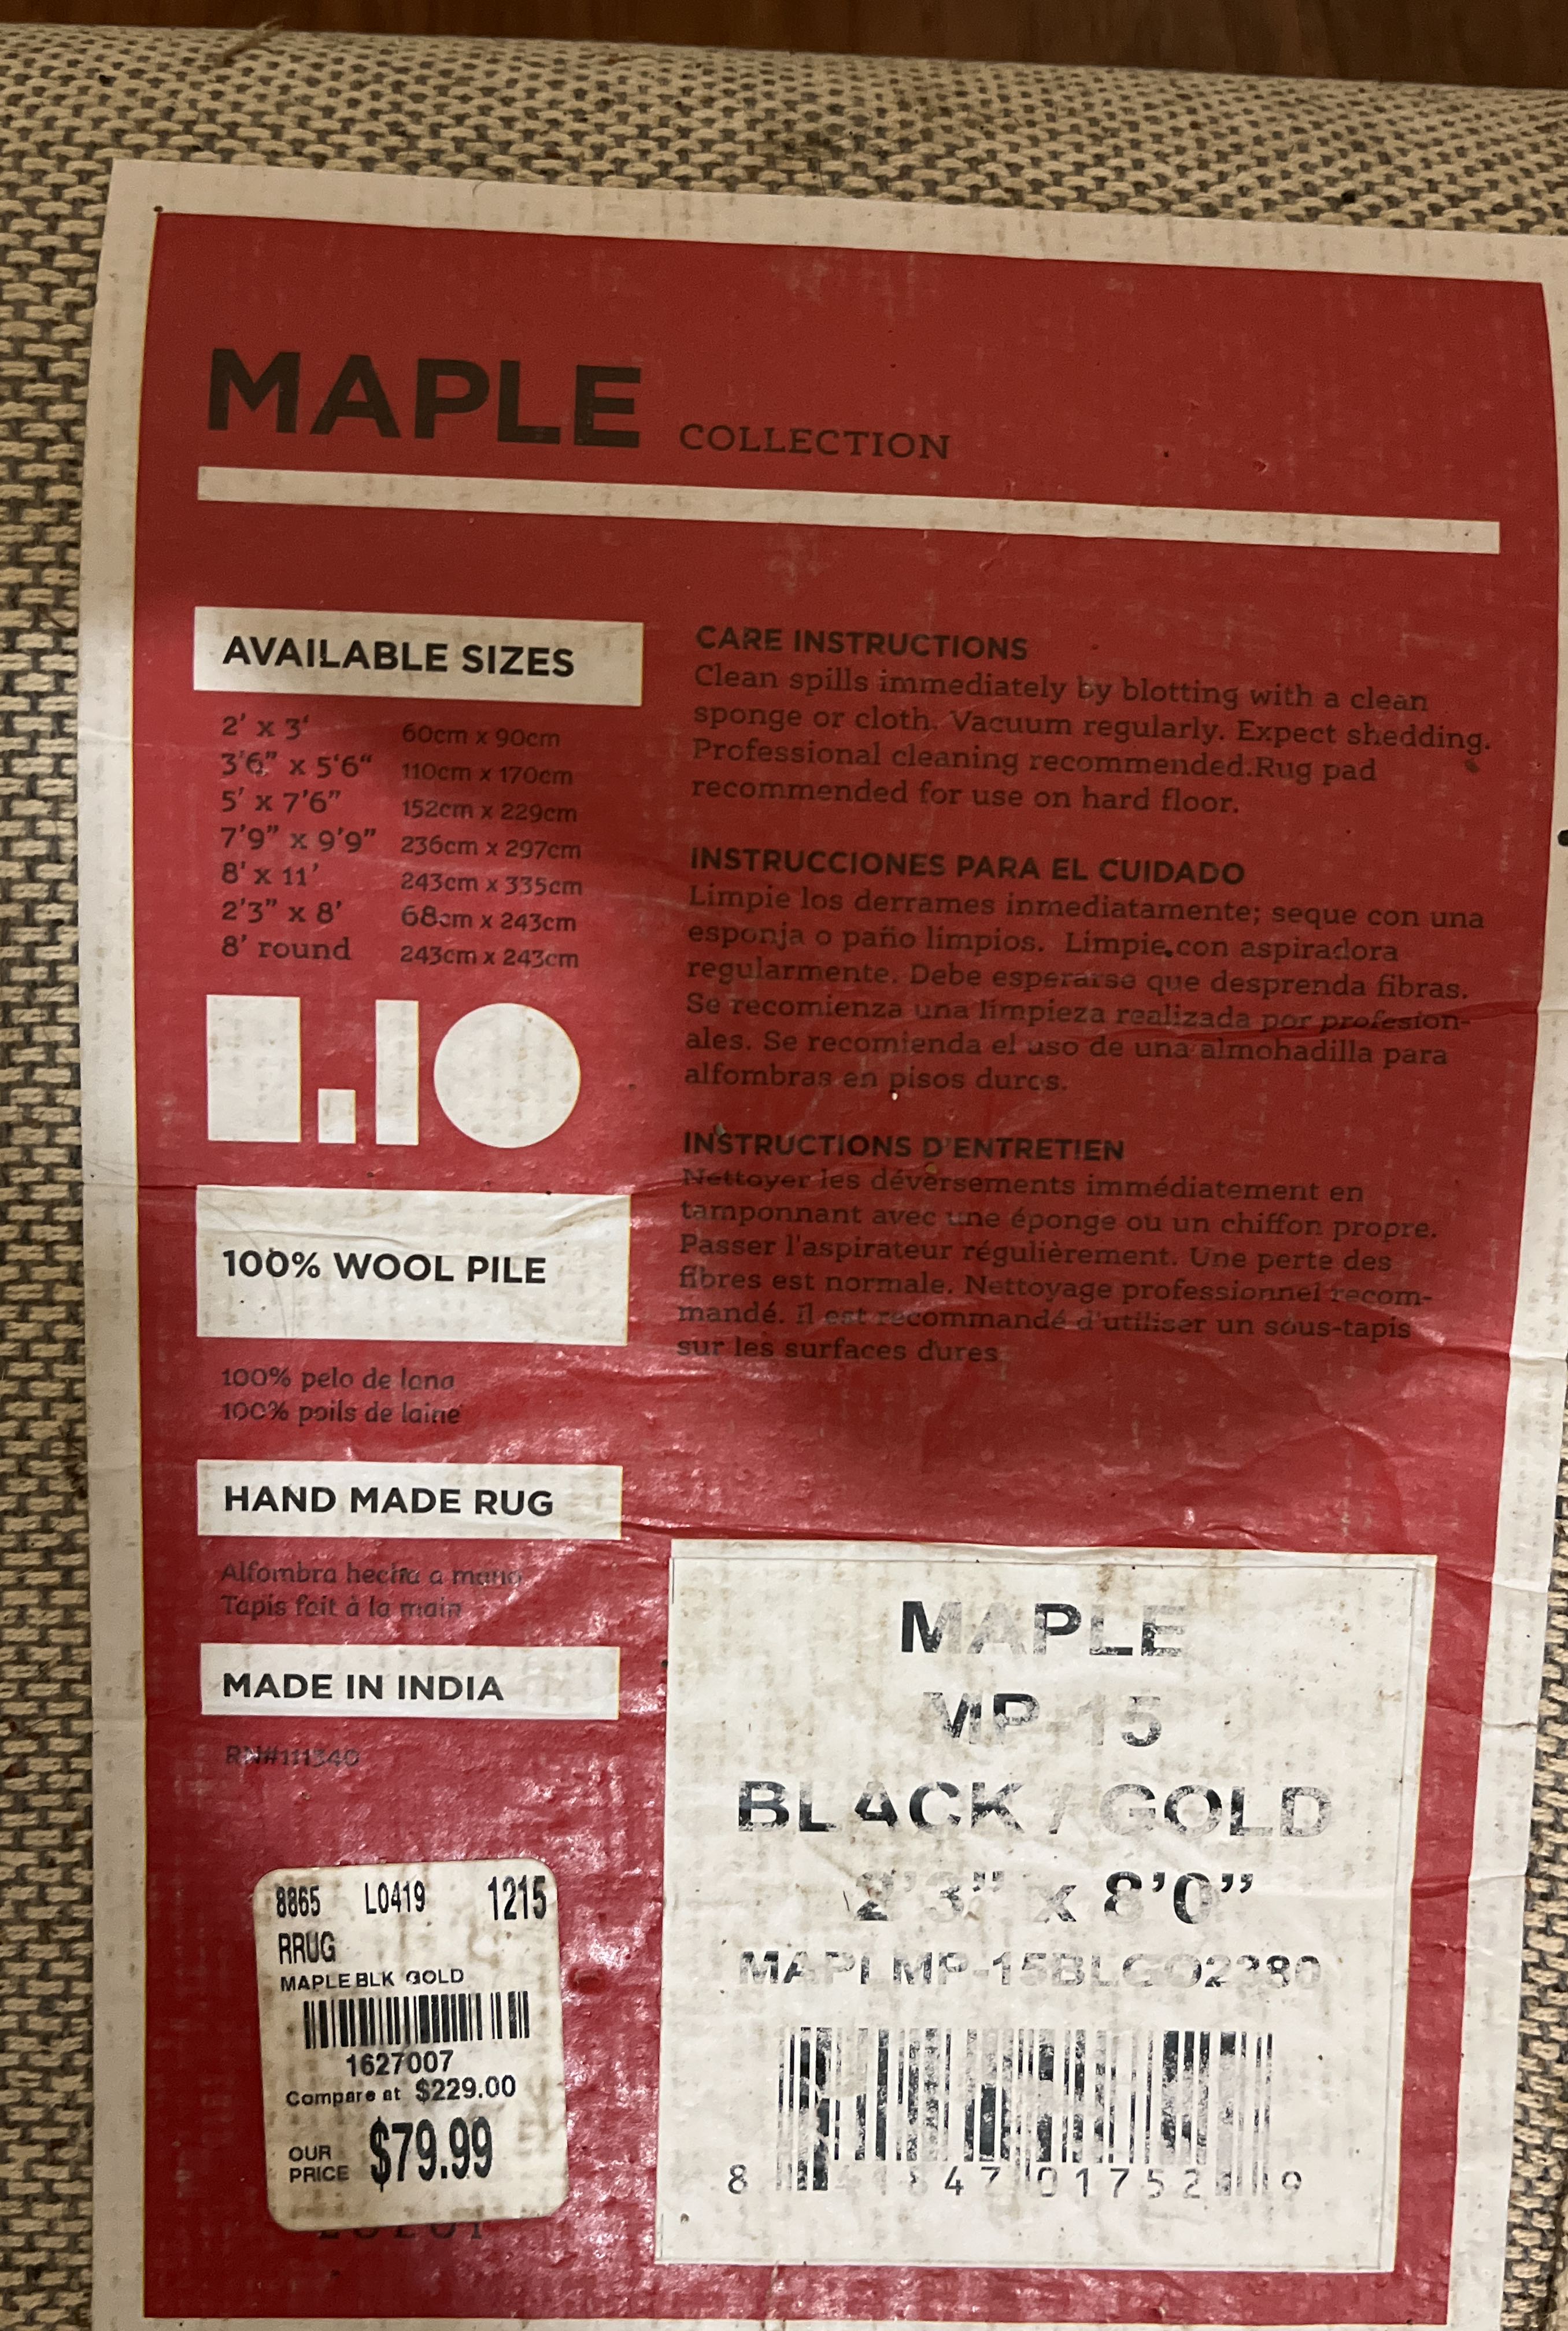 MAPLE COLLECTION
AVAILABLE SIZES
2' x 3' 60cm x 90cm
3'6" x 5'6" 110cm x 170cm
5' x 7'6" 152cm x 229cm
7'9" x 9'9" 236cm x 297cm
8' x 11' 243cm x 335cm
2'3" x 8' 68cm x 243cm
8' round 243cm x 243cm
100% WOOL PILE
100% pelo de lana
100% poils de laine
HAND MADE RUG
Alfombra hecha a mano
Tapis fait à la main
MADE IN INDIA
RN#111340
CARE INSTRUCTIONS
Clean spills immediately by blotting with a clean
sponge or cloth. Vacuum regularly. Expect shedding.
Professional cleaning recommended.Rug pad
recommended for use on hard floor.
INSTRUCCIONES PARA EL CUIDADO
Limpie los derrames inmediatamente; seque con una
esponja o paño limpios. Limpie con aspiradora
regularmente. Debe esperarse que desprenda fibras.
Se recomienza una limpieza realizada por profesion-
ales. Se recomienda el uso de una almohadilla para
alfombras en pisos duros.
INSTRUCTIONS D'ENTRETIEN
Nettoyer les déversements immédiatement en
tamponnant avec une éponge ou un chiffon propre.
Passer l'aspirateur régulièrement. Une perte des
fibres est normale. Nettoyage professionnel recom-
mandé. Il est recommandé d'utiliser un sous-tapis
sur les surfaces dures
8865 L0419 1215
RRUG
MAPLE BLK GOLD
1627007
Compare at $229.00
OUR PRICE $79.99
MAPLE
MP-15
BLACK / GOLD
2'3" x 8'0"
MAPLMP-15BLGO2380
8 47 01752 9